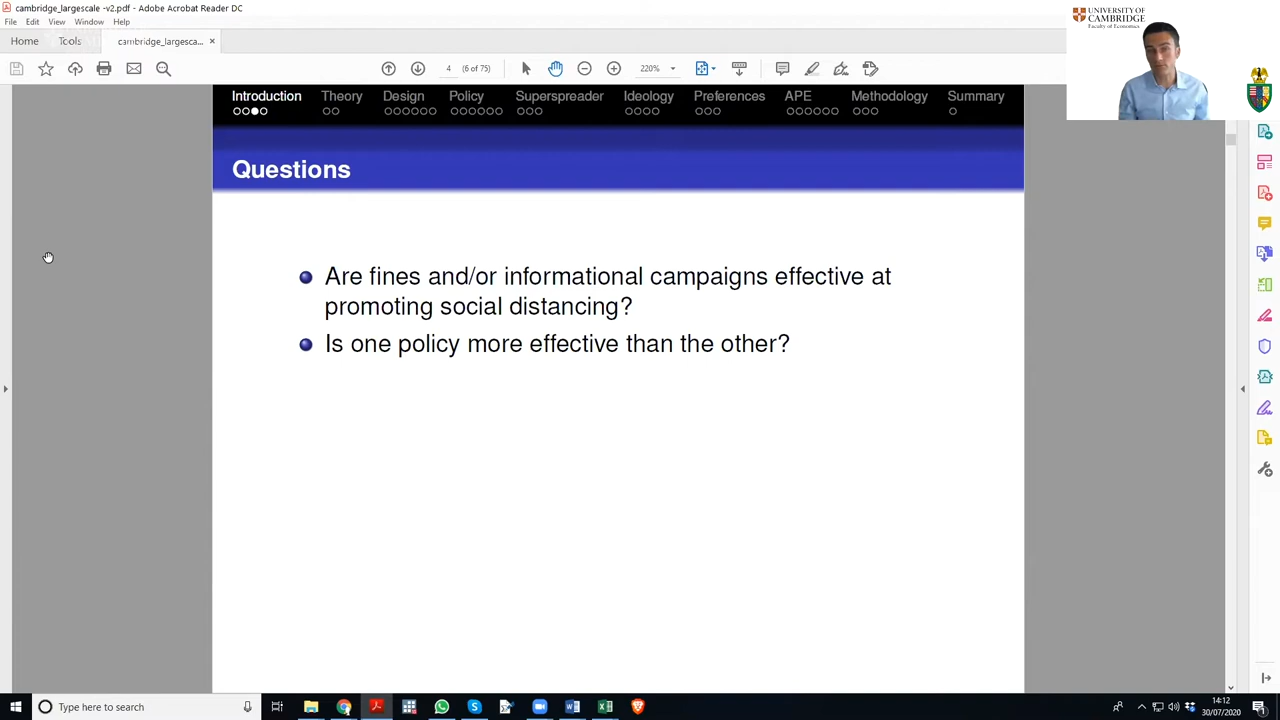 cambridge_largescale -v2.pdf - Adobe Acrobat Reader DC
File Edit View Window Help
Home Tools cambridge_largesca... ×
4 (6 of 75) 220%
UNIVERSITY OF
CAMBRIDGE
Faculty of Economics
Introduction Theory Design Policy Superspreader Ideology Preferences APE Methodology Summary
Questions
Are fines and/or informational campaigns effective at
promoting social distancing?
Is one policy more effective than the other?
Type here to search
14:12
30/07/2020